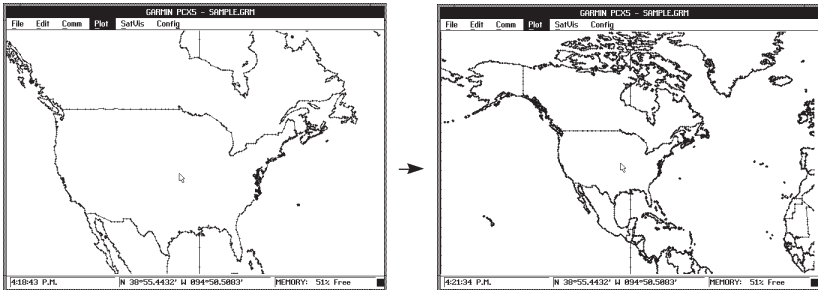 GARMIN PCX5 - SAMPLE.GRM
File Edit Comm Plot SatVis Config
4:18:43 P.M. N 38°55.4432' W 094°50.5083' MEMORY: 51% Free
GARMIN PCX5 - SAMPLE.GRM
File Edit Comm Plot SatVis Config
4:21:34 P.M. N 38°55.4432' W 094°50.5083' MEMORY: 51% Free